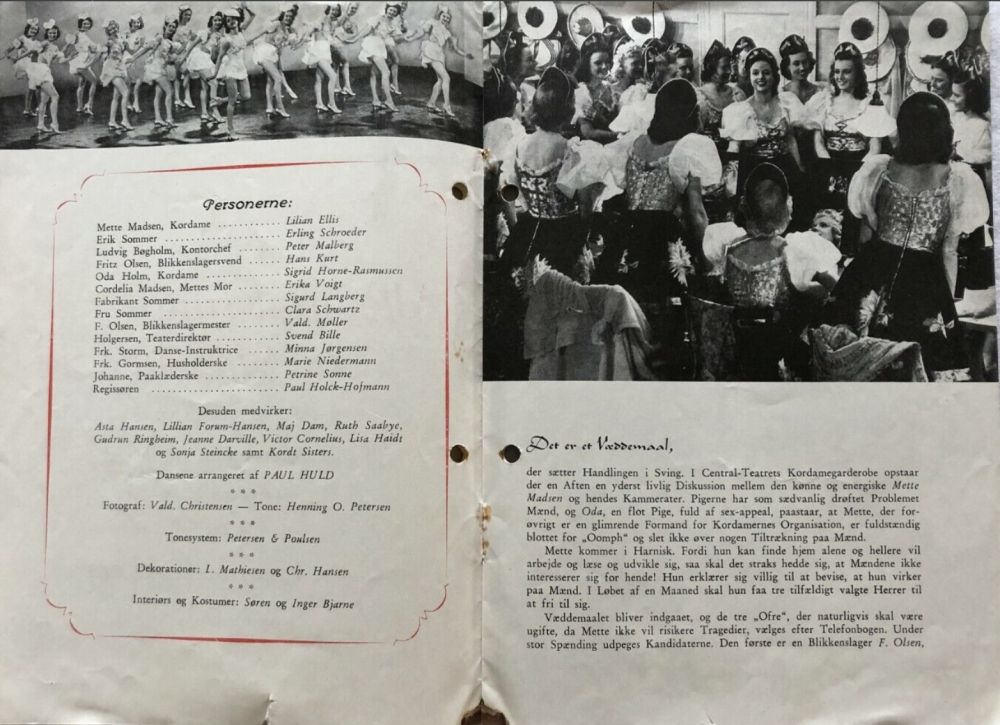 Personerne:
Mette Madsen, Kordame .......... Lilian Ellis
Erik Sommer .................... Erling Schroeder
Ludvig Bøgholm, Kontorchef ........ Peter Malberg
Fritz Olsen, Blikkenslagersvend ...... Hans Kurt
Oda Holm, Kordame ............. Sigrid Horne-Rasmussen
Cordelia Madsen, Mettes Mor ........ Erika Voigt
Fabrikant Sommer ................. Sigurd Langberg
Fru Sommer .................... Clara Schwartz
F. Olsen, Blikkenslagermester ........ Vald. Møller
Holgersen, Teaterdirektør ........... Svend Bille
Frk. Storm, Danse-Instruktrice ...... Minna Jørgensen
Frk. Gormsen, Husholderske ........ Marie Niedermann
Johanne, Paaklæderske ............. Petrine Sonne
Regissøren ...................... Paul Holck-Hofmann
Desuden medvirker:
Asta Hansen, Lillian Forum-Hansen, Maj Dam, Ruth Saabye,
Gudrun Ringheim, Jeanne Darville, Victor Cornelius, Lisa Haidt
og Sonja Steincke samt Kordt Sisters.
Dansene arrangeret af PAUL HULD
* * *
Fotograf: Vald. Christensen — Tone: Henning O. Petersen
* * *
Tonesystem: Petersen & Poulsen
* * *
Dekorationer: L. Mathiesen og Chr. Hansen
* * *
Interiørs og Kostumer: Søren og Inger Bjarne
Det er et Væddemaal,
der sætter Handlingen i Sving. I Central-Teatrets Kordamegarderobe opstaar
der en Aften en yderst livlig Diskussion mellem den kønne og energiske Mette
Madsen og hendes Kammerater. Pigerne har som sædvanlig drøftet Problemet
Mænd, og Oda, en flot Pige, fuld af sex-appeal, paastaar, at Mette, der for-
øvrigt er en glimrende Formand for Kordamernes Organisation, er fuldstændig
blottet for „Oomph“ og slet ikke øver nogen Tiltrækning paa Mænd.
Mette kommer i Harnisk. Fordi hun kan finde hjem alene og hellere vil
arbejde og læse og udvikle sig, saa skal det straks hedde sig, at Mændene ikke
interesserer sig for hende! Hun erklærer sig villig til at bevise, at hun virker
paa Mænd. I Løbet af en Maaned skal hun faa tre tilfældigt valgte Herrer til
at fri til sig.
Væddemaalet bliver indgaaet, og de tre „Ofre“, der naturligvis skal være
ugifte, da Mette ikke vil risikere Tragedier, vælges efter Telefonbogen. Under
stor Spænding udpeges Kandidaterne. Den første er en Blikkenslager F. Olsen,